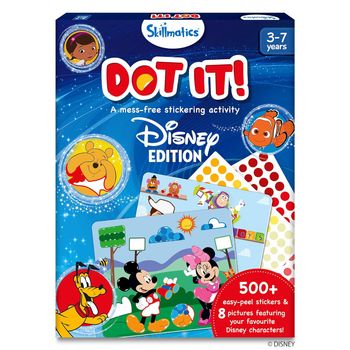 Skillmatics
3-7
years
DOT IT!
A mess-free stickering activity
Disney
EDITION
500+
easy-peel stickers &
8 pictures featuring
your favourite
Disney characters!
© DISNEY